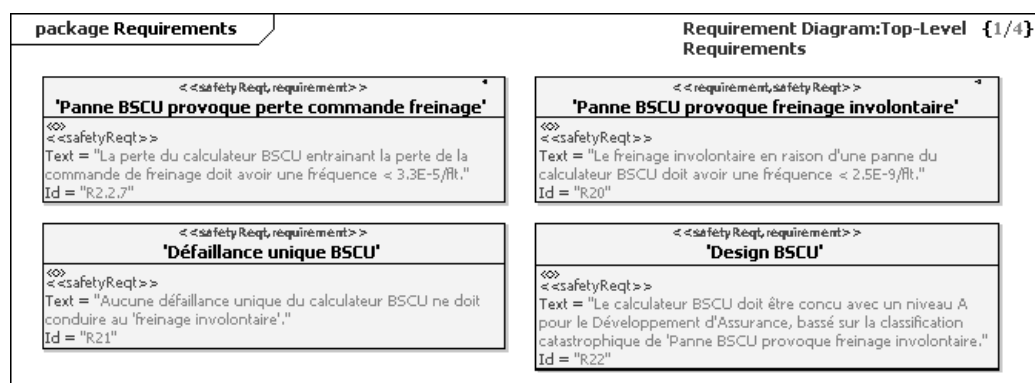 package Requirements
Requirement Diagram:Top-Level {1/4}
Requirements
<<safetyReqt,requirement>>
'Panne BSCU provoque perte commande freinage'
<<safetyReqt>>
Text = "La perte du calculateur BSCU entrainant la perte de la
commande de freinage doit avoir une fréquence < 3.3E-5/flt."
Id = "R2.2.7"
<<requirement,safetyReqt>>
'Panne BSCU provoque freinage involontaire'
<<safetyReqt>>
Text = "Le freinage involontaire en raison d'une panne du
calculateur BSCU doit avoir une fréquence < 2.5E-9/flt."
Id = "R20"
<<safetyReqt,requirement>>
'Défaillance unique BSCU'
<<safetyReqt>>
Text = "Aucune défaillance unique du calculateur BSCU ne doit
conduire au 'freinage involontaire'."
Id = "R21"
<<safetyReqt,requirement>>
'Design BSCU'
<<safetyReqt>>
Text = "Le calculateur BSCU doit être concu avec un niveau A
pour le Développement d'Assurance, bassé sur la classification
catastrophique de 'Panne BSCU provoque freinage involontaire."
Id = "R22"